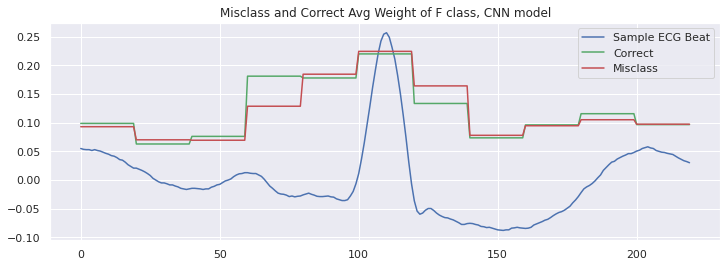 Misclass and Correct Avg Weight of F class, CNN model
Sample ECG Beat
Correct
Misclass
0.25
0.20
0.15
0.10
0.05
0.00
−0.05
−0.10
0 50 100 150 200